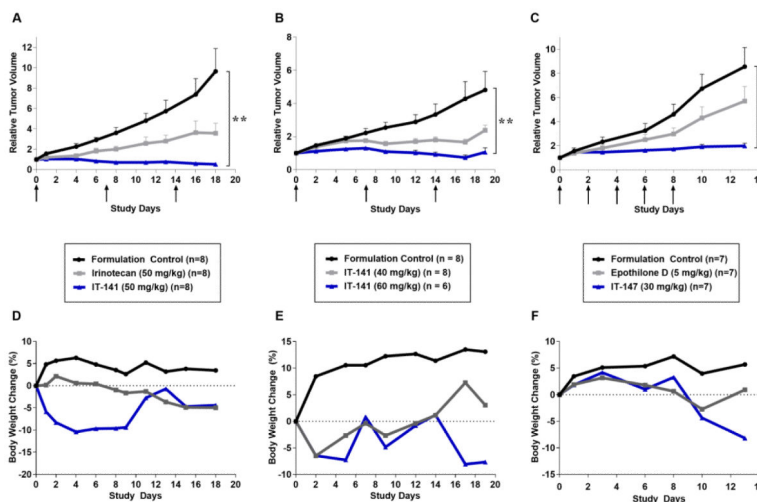 A
B
C
Relative Tumor Volume
12
10
8
6
4
2
0
0 2 4 6 8 10 12 14 16 18 20
Study Days
**
Relative Tumor Volume
8
6
4
2
0
0 2 4 6 8 10 12 14 16 18 20
Study Days
**
Relative Tumor Volume
10
8
6
4
2
0
0 2 4 6 8 10 12
Study Days
Formulation Control (n=8)
Irinotecan (50 mg/kg) (n=8)
IT-141 (50 mg/kg) (n=8)
Formulation Control (n = 8)
IT-141 (40 mg/kg) (n = 8)
IT-141 (60 mg/kg) (n = 6)
Formulation Control (n=7)
Epothilone D (5 mg/kg) (n=7)
IT-147 (30 mg/kg) (n=7)
D
E
F
Body Weight Change (%)
10
5
0
-5
-10
-15
-20
0 2 4 6 8 10 12 14 16 18 20
Study Days
Body Weight Change (%)
15
10
5
0
-5
-10
0 2 4 6 8 10 12 14 16 18 20
Study Days
Body Weight Change (%)
10
5
0
-5
-10
-15
0 2 4 6 8 10 12
Study Days